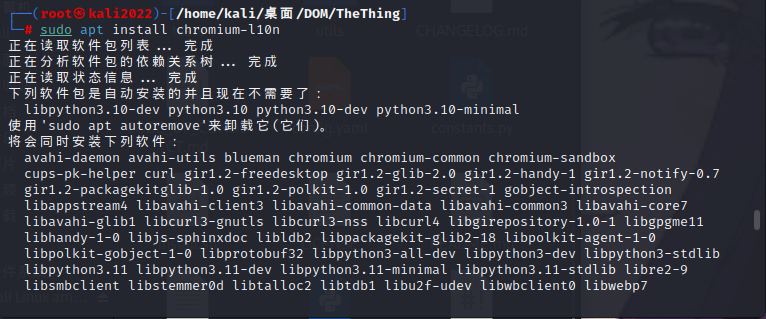 ┌──(root㉿kali2022)-[/home/kali/桌面/DOM/TheThing]
└─# sudo apt install chromium-l10n
正在读取软件包列表... 完成
正在分析软件包的依赖关系树... 完成
正在读取状态信息... 完成
下列软件包是自动安装的并且现在不需要了：
libpython3.10-dev python3.10 python3.10-dev python3.10-minimal
使用'sudo apt autoremove'来卸载它(它们)。
将会同时安装下列软件：
avahi-daemon avahi-utils blueman chromium chromium-common chromium-sandbox
cups-pk-helper curl gir1.2-freedesktop gir1.2-glib-2.0 gir1.2-handy-1 gir1.2-notify-0.7
gir1.2-packagekitglib-1.0 gir1.2-polkit-1.0 gir1.2-secret-1 gobject-introspection
libappstream4 libavahi-client3 libavahi-common-data libavahi-common3 libavahi-core7
libavahi-glib1 libcurl3-gnutls libcurl3-nss libcurl4 libgirepository-1.0-1 libgpgme11
libhandy-1-0 libjs-sphinxdoc libldb2 libpackagekit-glib2-18 libpolkit-agent-1-0
libpolkit-gobject-1-0 libprotobuf32 libpython3-all-dev libpython3-dev libpython3-stdlib
libpython3.11 libpython3.11-dev libpython3.11-minimal libpython3.11-stdlib libre2-9
libsmbclient libstemmer0d libtalloc2 libtdb1 libu2f-udev libwbclient0 libwebp7
CHANGELOG.md
constants.py